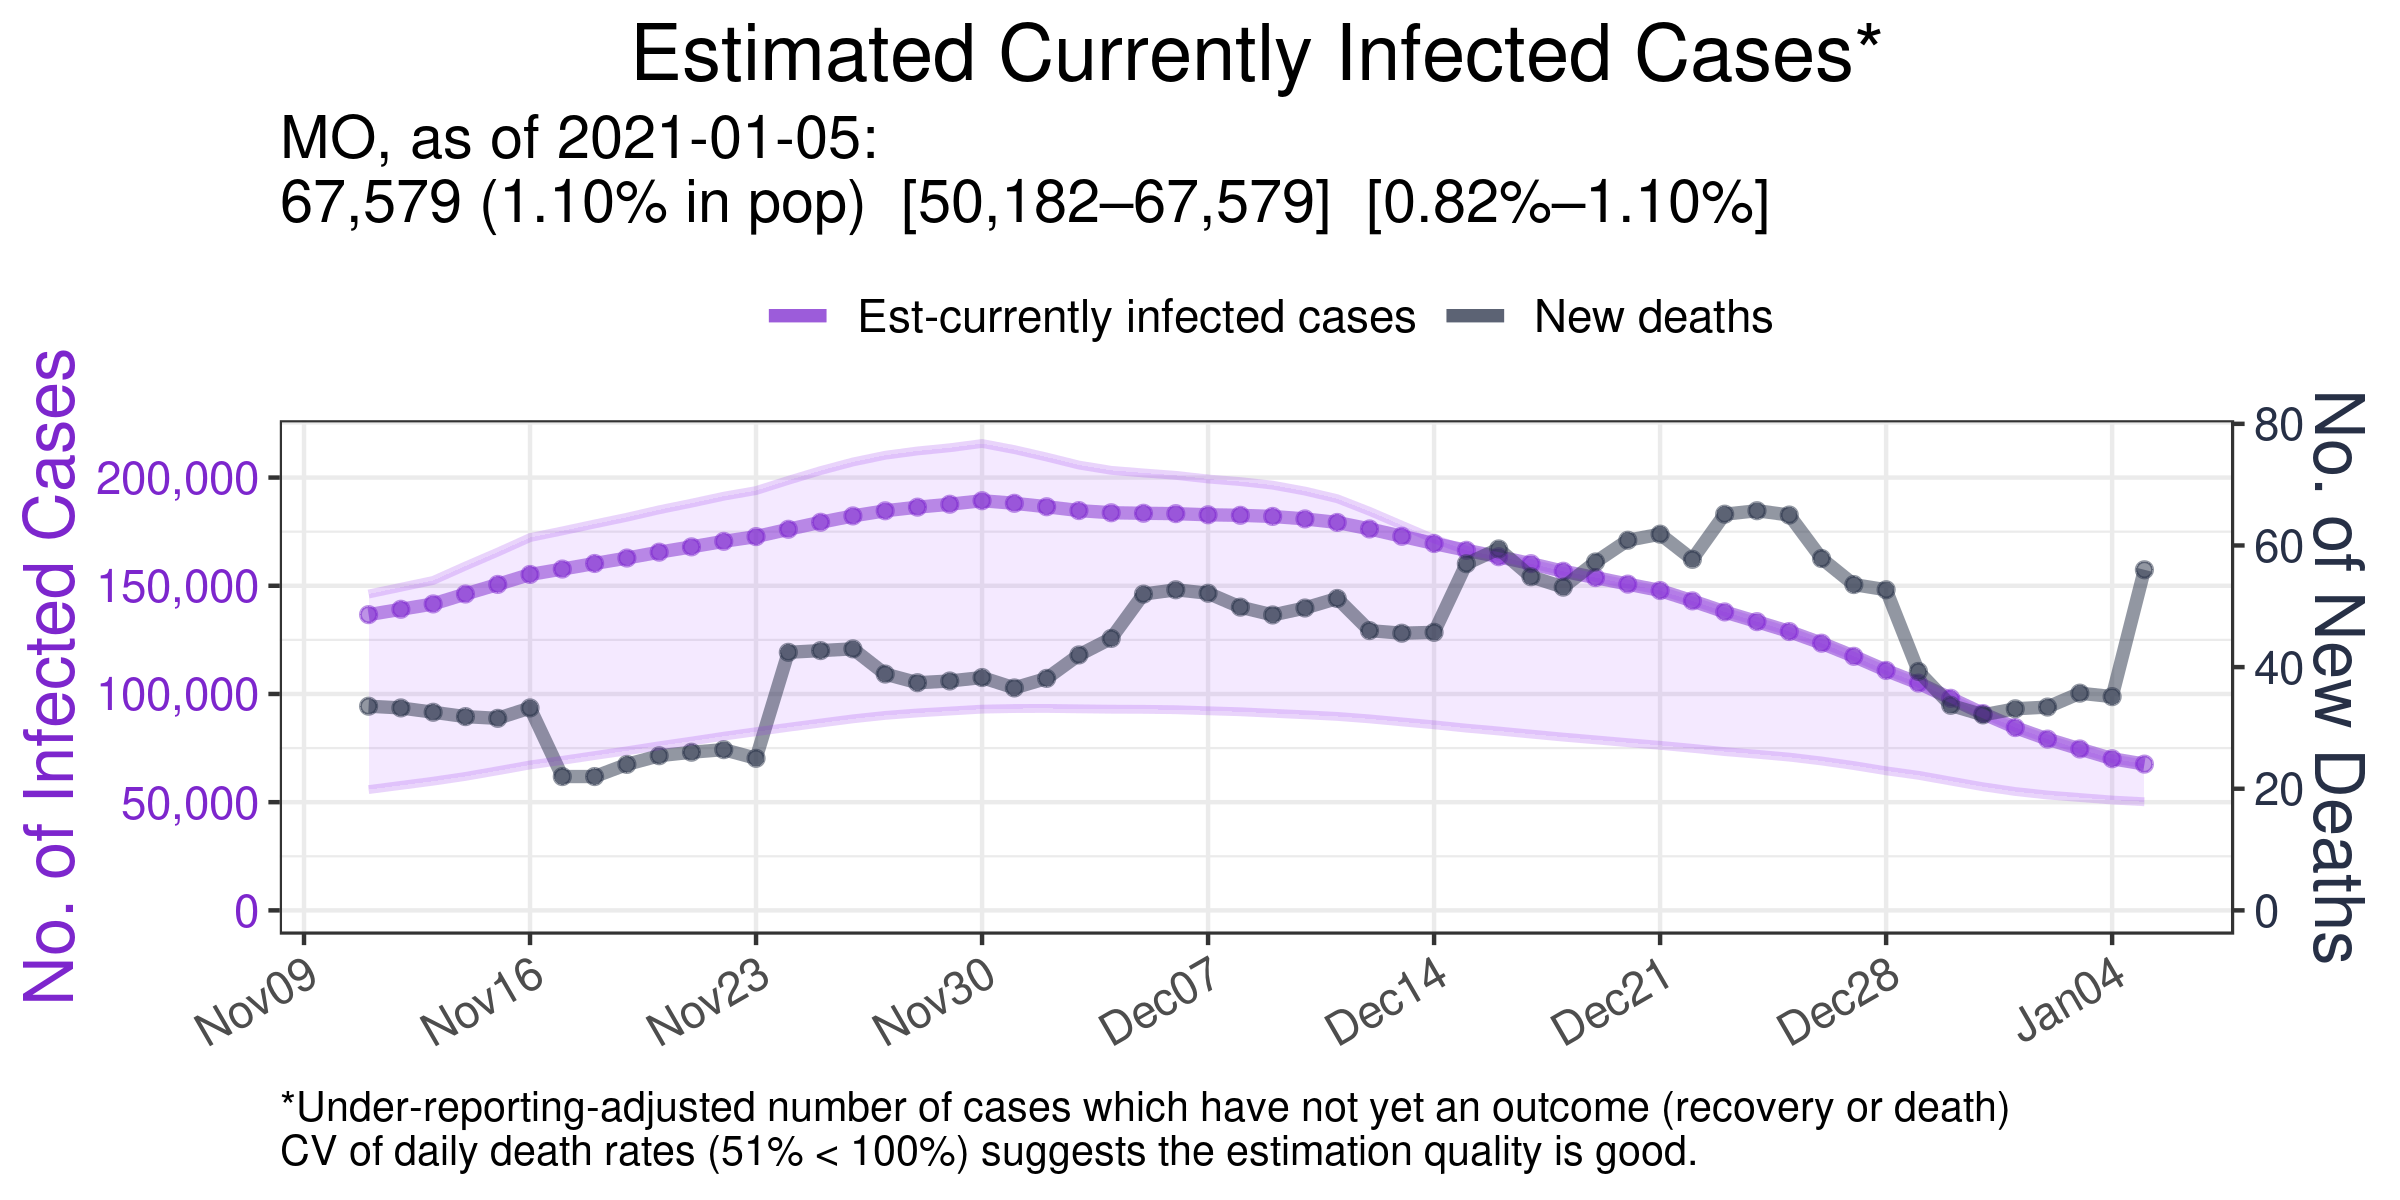 Estimated Currently Infected Cases*
MO, as of 2021-01-05:
67,579 (1.10% in pop)  [50,182–67,579]  [0.82%–1.10%]
Est-currently infected cases
New deaths
No. of Infected Cases
200,000
150,000
100,000
50,000
0
80
60
40
20
0
No. of New Deaths
Nov09
Nov16
Nov23
Nov30
Dec07
Dec14
Dec21
Dec28
Jan04
*Under-reporting-adjusted number of cases which have not yet an outcome (recovery or death)
CV of daily death rates (51% < 100%) suggests the estimation quality is good.